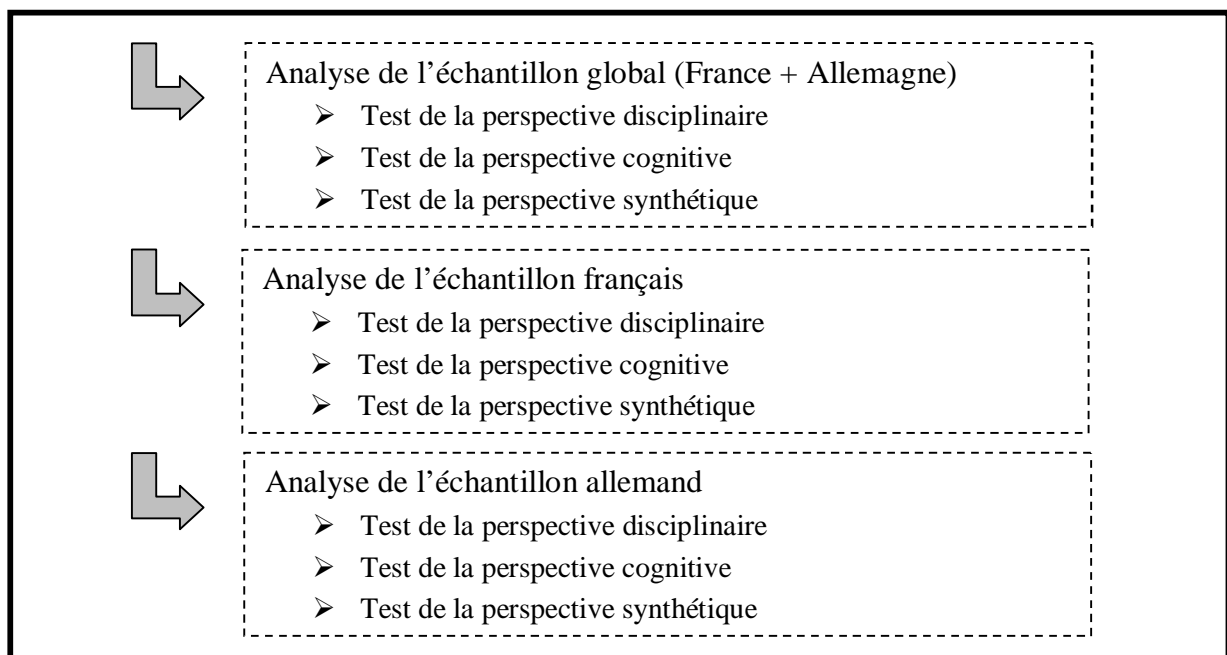 Analyse de l’échantillon global (France + Allemagne)
➢ Test de la perspective disciplinaire
➢ Test de la perspective cognitive
➢ Test de la perspective synthétique
Analyse de l’échantillon français
➢ Test de la perspective disciplinaire
➢ Test de la perspective cognitive
➢ Test de la perspective synthétique
Analyse de l’échantillon allemand
➢ Test de la perspective disciplinaire
➢ Test de la perspective cognitive
➢ Test de la perspective synthétique